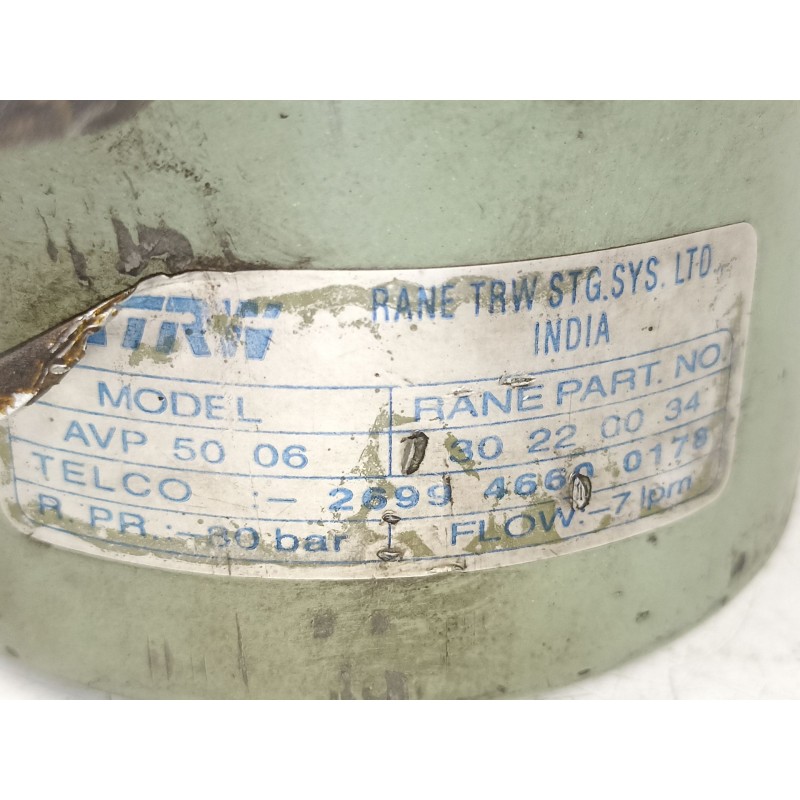 TRW RANE TRW STG.SYS. LTD.
INDIA
MODEL RANE PART. NO.
AVP 50 06 30 22 00 34
TELCO :- 2699 4660 0178
R. PR. :-80 bar FLOW:-7 lpm